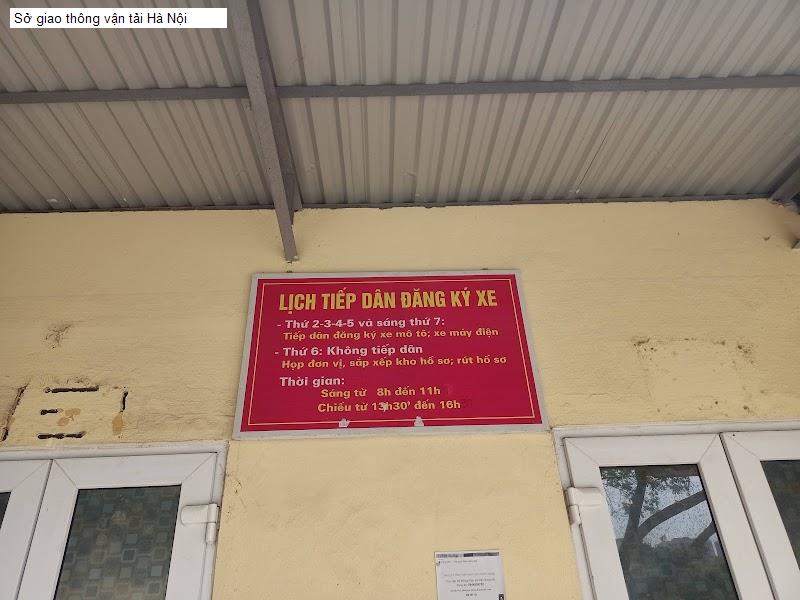 Sở giao thông vận tải Hà Nội
LỊCH TIẾP DÂN ĐĂNG KÝ XE
- Thứ 2-3-4-5 và sáng thứ 7:
Tiếp dân đăng ký xe mô tô; xe máy điện
- Thứ 6: Không tiếp dân
Họp đơn vị, sắp xếp kho hồ sơ; rút hồ sơ
Thời gian:
Sáng từ 8h đến 11h
Chiều từ 13h30' đến 16h